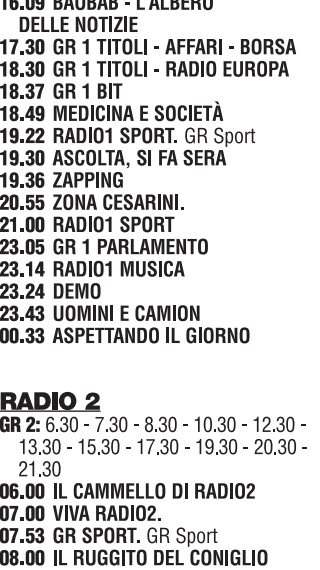 16.09 BAOBAB - L'ALBERO
DELLE NOTIZIE
17.30 GR 1 TITOLI - AFFARI - BORSA
18.30 GR 1 TITOLI - RADIO EUROPA
18.37 GR 1 BIT
18.49 MEDICINA E SOCIETÀ
19.22 RADIO1 SPORT. GR Sport
19.30 ASCOLTA, SI FA SERA
19.36 ZAPPING
20.55 ZONA CESARINI.
21.00 RADIO1 SPORT
23.05 GR 1 PARLAMENTO
23.14 RADIO1 MUSICA
23.24 DEMO
23.43 UOMINI E CAMION
00.33 ASPETTANDO IL GIORNO
RADIO 2
GR 2: 6.30 - 7.30 - 8.30 - 10.30 - 12.30 -
13.30 - 15.30 - 17.30 - 19.30 - 20.30 -
21.30
06.00 IL CAMMELLO DI RADIO2
07.00 VIVA RADIO2.
07.53 GR SPORT. GR Sport
08.00 IL RUGGITO DEL CONIGLIO